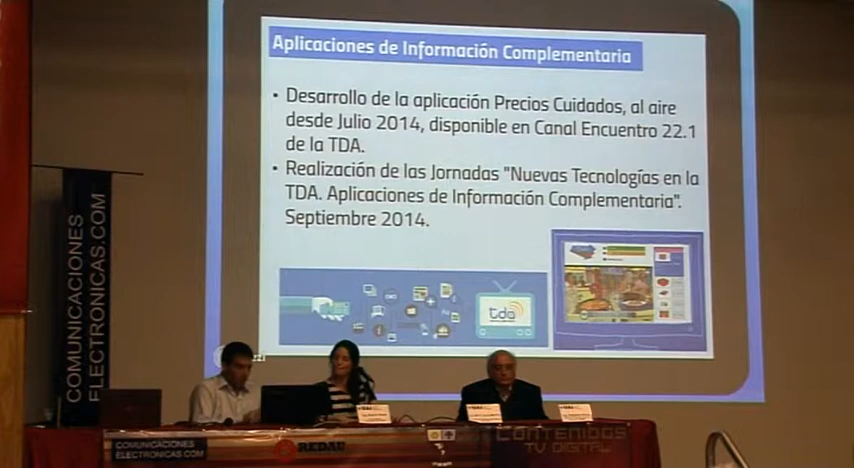 Aplicaciones de Información Complementaria
• Desarrollo de la aplicación Precios Cuidados, al aire
desde Julio 2014, disponible en Canal Encuentro 22.1
de la TDA.
• Realización de las Jornadas "Nuevas Tecnologías en la
TDA. Aplicaciones de Información Complementaria".
Septiembre 2014.
tda
COMUNICACIONES
ELECTRONICAS.COM
COMUNICACIONES
ELECTRONICAS.COM
REDAU
CONTENIDOS
TV DIGITAL